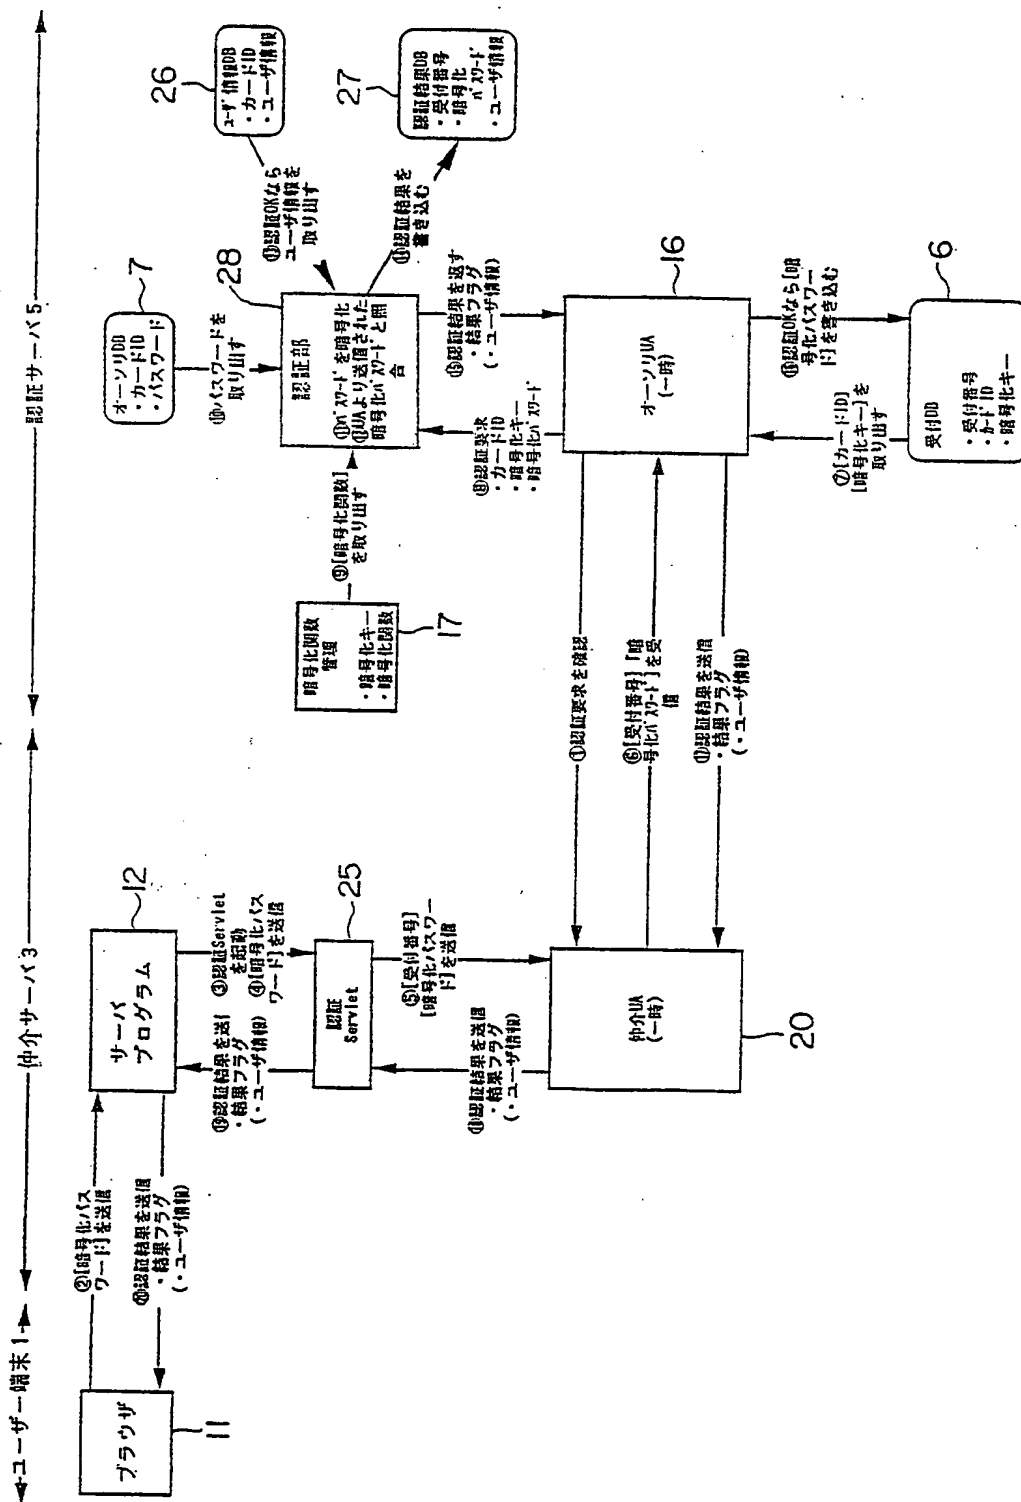 ユーザー端末1
仲介サーバ3
認証サーバ5
ブラウザ
11
②[暗号化パス
ワード]を送信
⑳認証結果を送信
・結果フラグ
(・ユーザ情報)
サーバ
プログラム
12
③認証Servlet
を起動
④[暗号化パス
ワード]を送信
⑲認証結果を送信
・結果フラグ
(・ユーザ情報)
認証
Servlet
25
⑤[受付番号]
[暗号化パスワー
ド]を送信
⑱認証結果を送信
・結果フラグ
(・ユーザ情報)
仲介UA
(一時)
20
①認証要求を確認
⑥[受付番号]「暗
号化パスワード」を受
信
⑰認証結果を送信
・結果フラグ
(・ユーザ情報)
オーソリUA
(一時)
16
⑦[カードID]
[暗号化キー]を
取り出す
⑯認証OKなら[暗
号化パスワー
ド]を書き込む
受付DB
・受付番号
・カードID
・暗号化キー
6
⑧認証要求
・カードID
・暗号化キー
・暗号化パスワード
⑮認証結果を返す
・結果フラグ
(・ユーザ情報)
暗号化関数
管理
・暗号化キー
・暗号化関数
17
⑨[暗号化関数]
を取り出す
認証部
⑪パスワードを暗号化
⑫UAより送信された
暗号化パスワードと照
合
28
オーソリDB
・カードID
・パスワード
7
⑩パスワードを
取り出す
ユーザ情報DB
・カードID
・ユーザ情報
26
⑬認証OKなら
ユーザ情報を
取り出す
認証結果DB
・受付番号
・暗号化
パスワード
・ユーザ情報
27
⑭認証結果を
書き込む